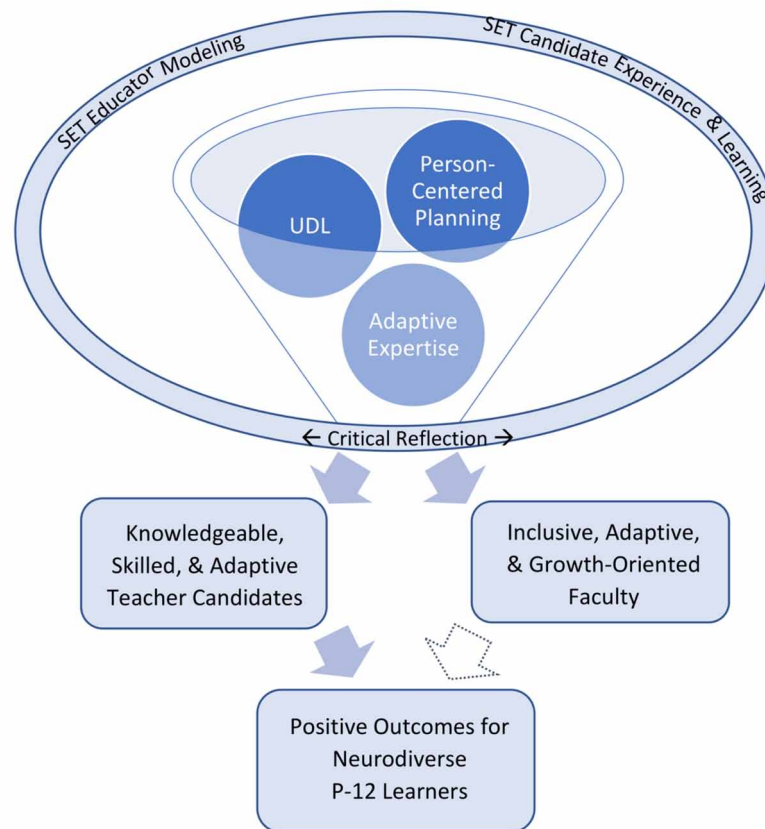 SET Educator Modeling
SET Candidate Experience & Learning
Person-
Centered
Planning
UDL
Adaptive
Expertise
← Critical Reflection →
Knowledgeable,
Skilled, & Adaptive
Teacher Candidates
Inclusive, Adaptive,
& Growth-Oriented
Faculty
Positive Outcomes for
Neurodiverse
P-12 Learners